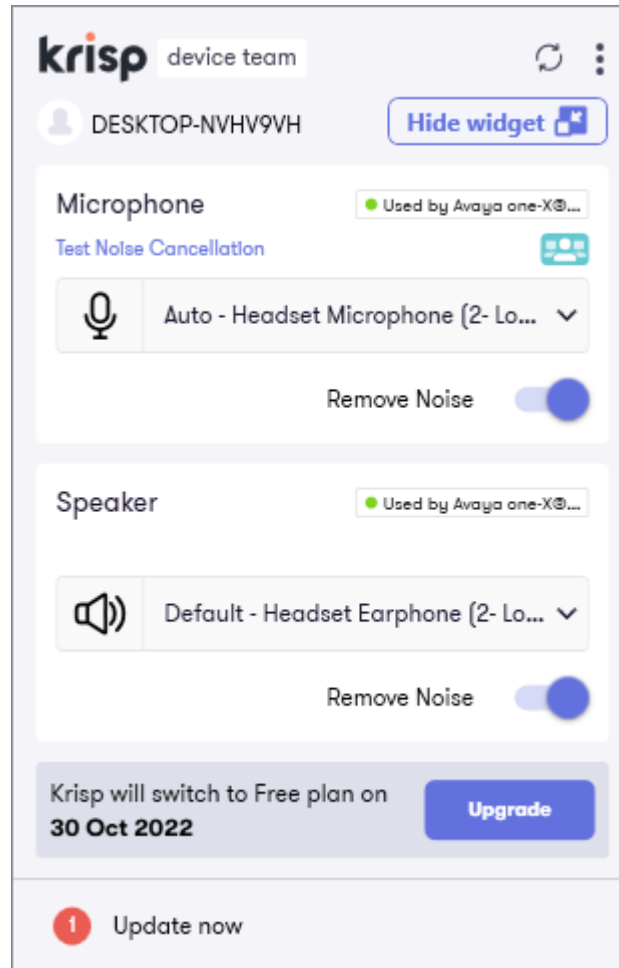 krisp device team
DESKTOP-NVHV9VH
Hide widget
Microphone
Used by Avaya one-X®...
Test Noise Cancellation
Auto - Headset Microphone (2- Lo...
Remove Noise
Speaker
Used by Avaya one-X®...
Default - Headset Earphone (2- Lo...
Remove Noise
Krisp will switch to Free plan on
30 Oct 2022
Upgrade
1 Update now